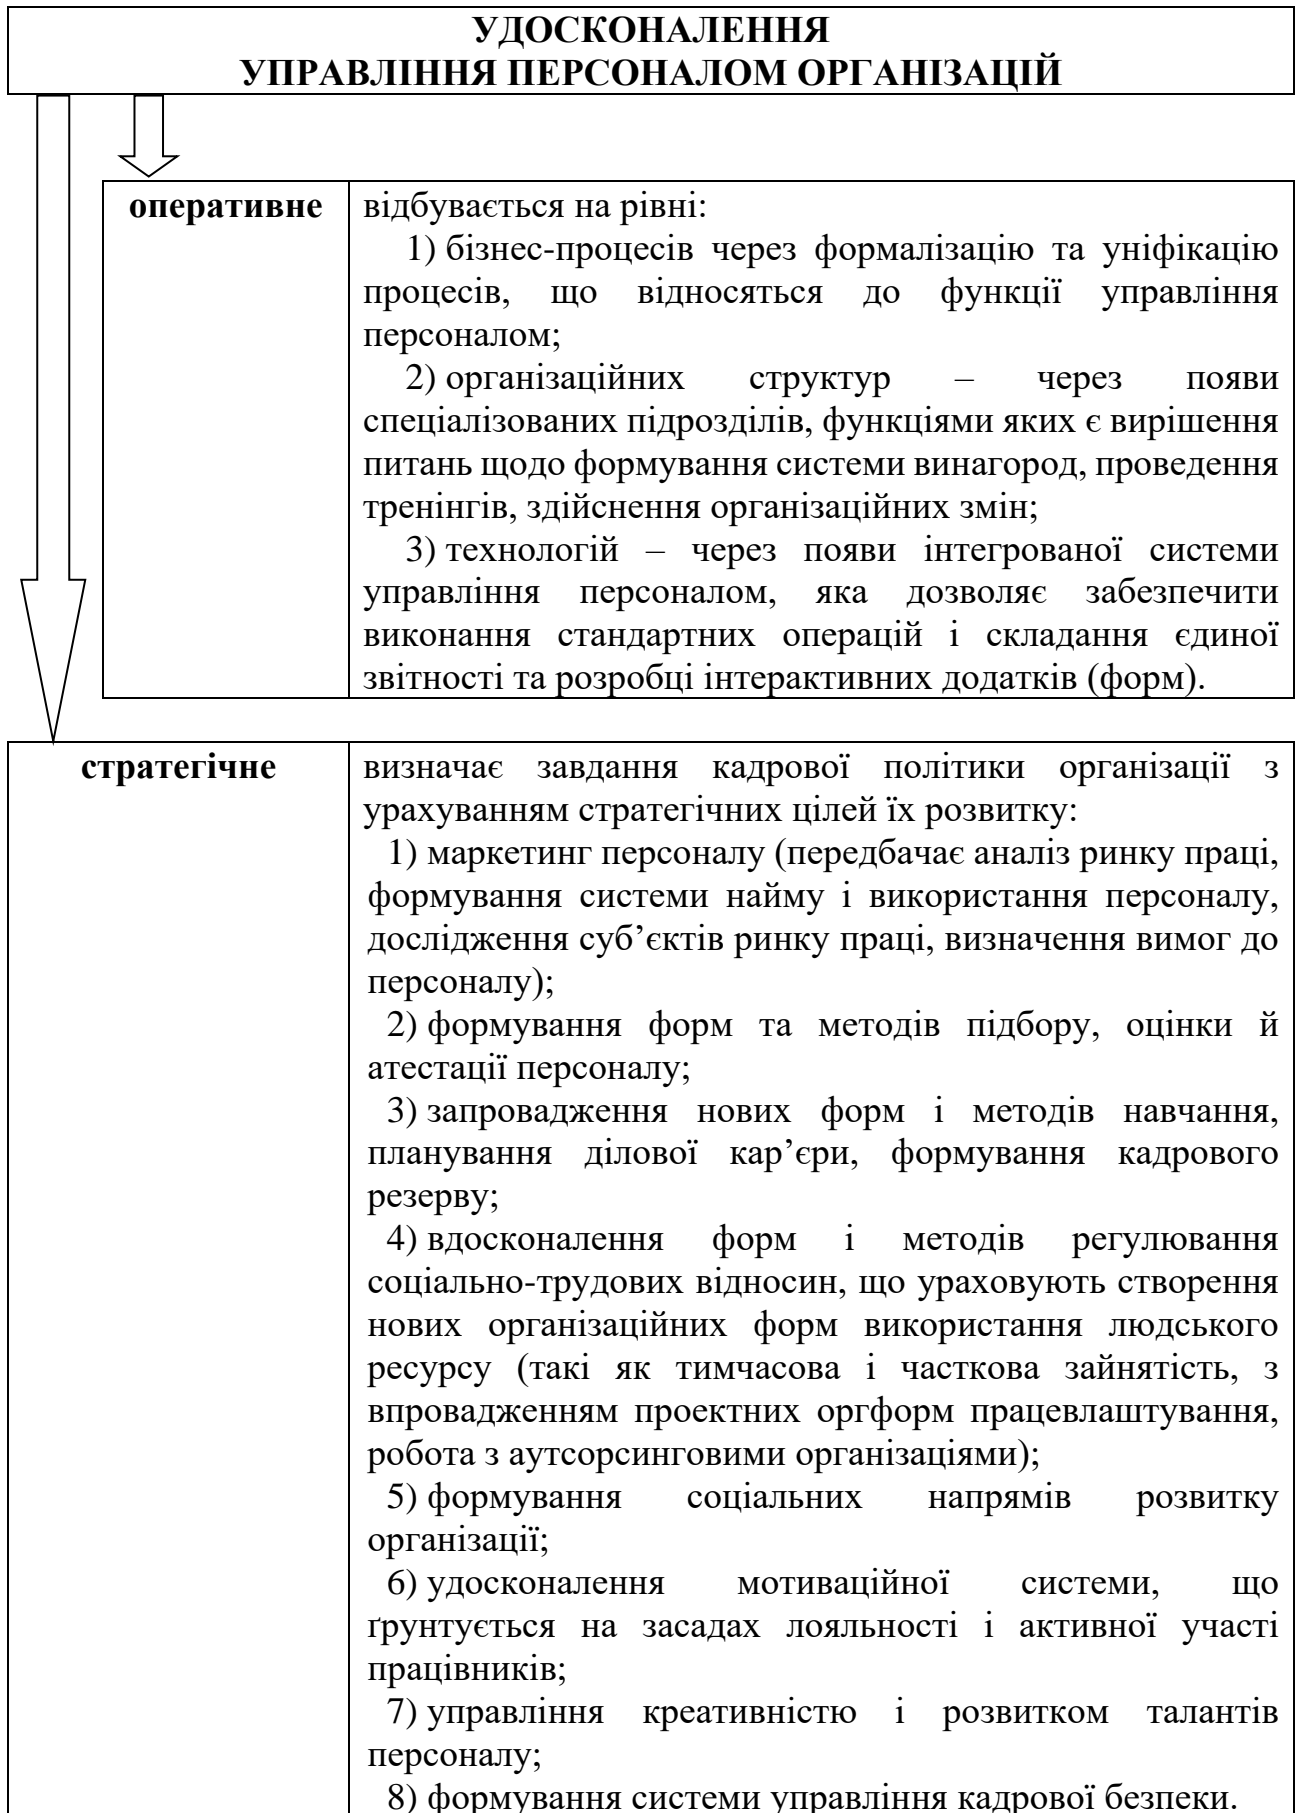 УДОСКОНАЛЕННЯ
УПРАВЛІННЯ ПЕРСОНАЛОМ ОРГАНІЗАЦІЙ
оперативне
відбувається на рівні:
1) бізнес-процесів через формалізацію та уніфікацію
процесів, що відносяться до функції управління
персоналом;
2) організаційних структур – через появи
спеціалізованих підрозділів, функціями яких є вирішення
питань щодо формування системи винагород, проведення
тренінгів, здійснення організаційних змін;
3) технологій – через появи інтегрованої системи
управління персоналом, яка дозволяє забезпечити
виконання стандартних операцій і складання єдиної
звітності та розробці інтерактивних додатків (форм).
стратегічне
визначає завдання кадрової політики організації з
урахуванням стратегічних цілей їх розвитку:
1) маркетинг персоналу (передбачає аналіз ринку праці,
формування системи найму і використання персоналу,
дослідження суб’єктів ринку праці, визначення вимог до
персоналу);
2) формування форм та методів підбору, оцінки й
атестації персоналу;
3) запровадження нових форм і методів навчання,
планування ділової кар’єри, формування кадрового
резерву;
4) вдосконалення форм і методів регулювання
соціально-трудових відносин, що ураховують створення
нових організаційних форм використання людського
ресурсу (такі як тимчасова і часткова зайнятість, з
впровадженням проектних оргформ працевлаштування,
робота з аутсорсинговими організаціями);
5) формування соціальних напрямів розвитку
організації;
6) удосконалення мотиваційної системи, що
ґрунтується на засадах лояльності і активної участі
працівників;
7) управління креативністю і розвитком талантів
персоналу;
8) формування системи управління кадрової безпеки.